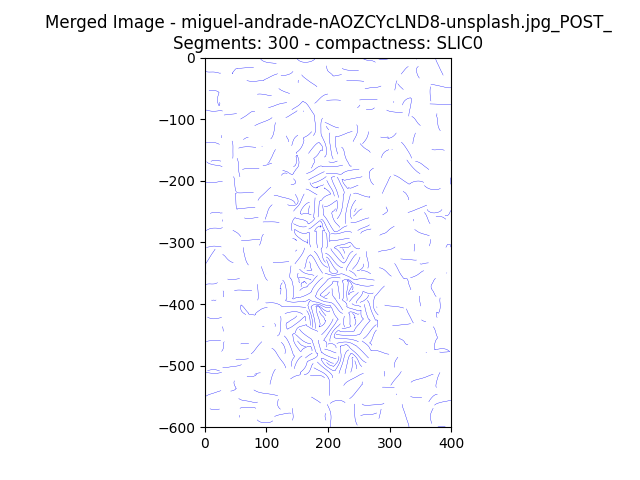 Merged Image - miguel-andrade-nAOZCYcLND8-unsplash.jpg_POST_
Segments: 300 - compactness: SLIC0
0
−100
−200
−300
−400
−500
−600
0 100 200 300 400